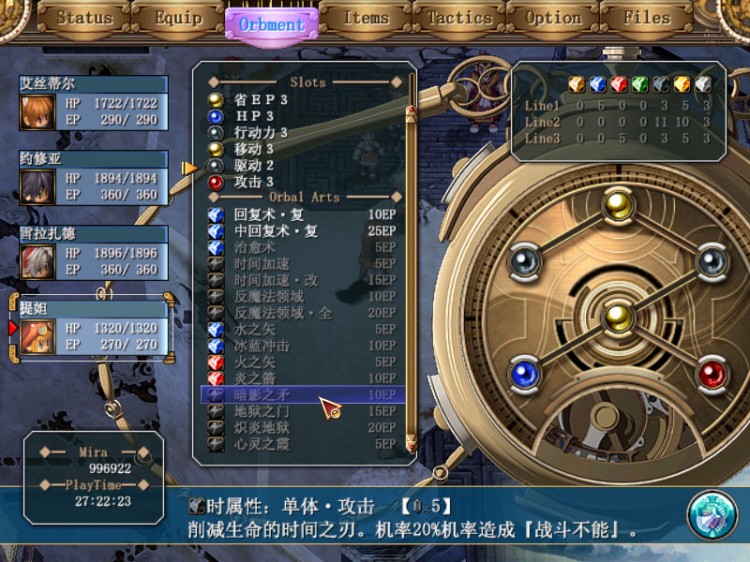 Status Equip Orbment Items Tactics Option Files
艾丝蒂尔
HP 1722/1722
EP 290/ 290
约修亚
HP 1894/1894
EP 360/ 360
雪拉扎德
HP 1896/1896
EP 360/ 360
提妲
HP 1320/1320
EP 270/ 270
Mira
996922
PlayTime
27:22:23
Slots
省EP 3
HP 3
行动力 3
移动 3
驱动 2
攻击 3
Orbal Arts
回复术·复 10EP
中回复术·复 25EP
治愈术 5EP
时间加速 5EP
时间加速·改 15EP
反魔法领域 10EP
反魔法领域·全 20EP
水之矢 5EP
冰蓝冲击 10EP
火之矢 5EP
炎之箭 10EP
暗影之矛 10EP
地狱之门 15EP
炽炎地狱 20EP
心灵之霞 5EP
Line1 0 5 0 0 3 5 3
Line2 0 0 0 0 11 10 3
Line3 0 0 5 0 3 5 3
时属性：单体·攻击 【0 5】
削减生命的时间之刃。机率20%机率造成『战斗不能』。